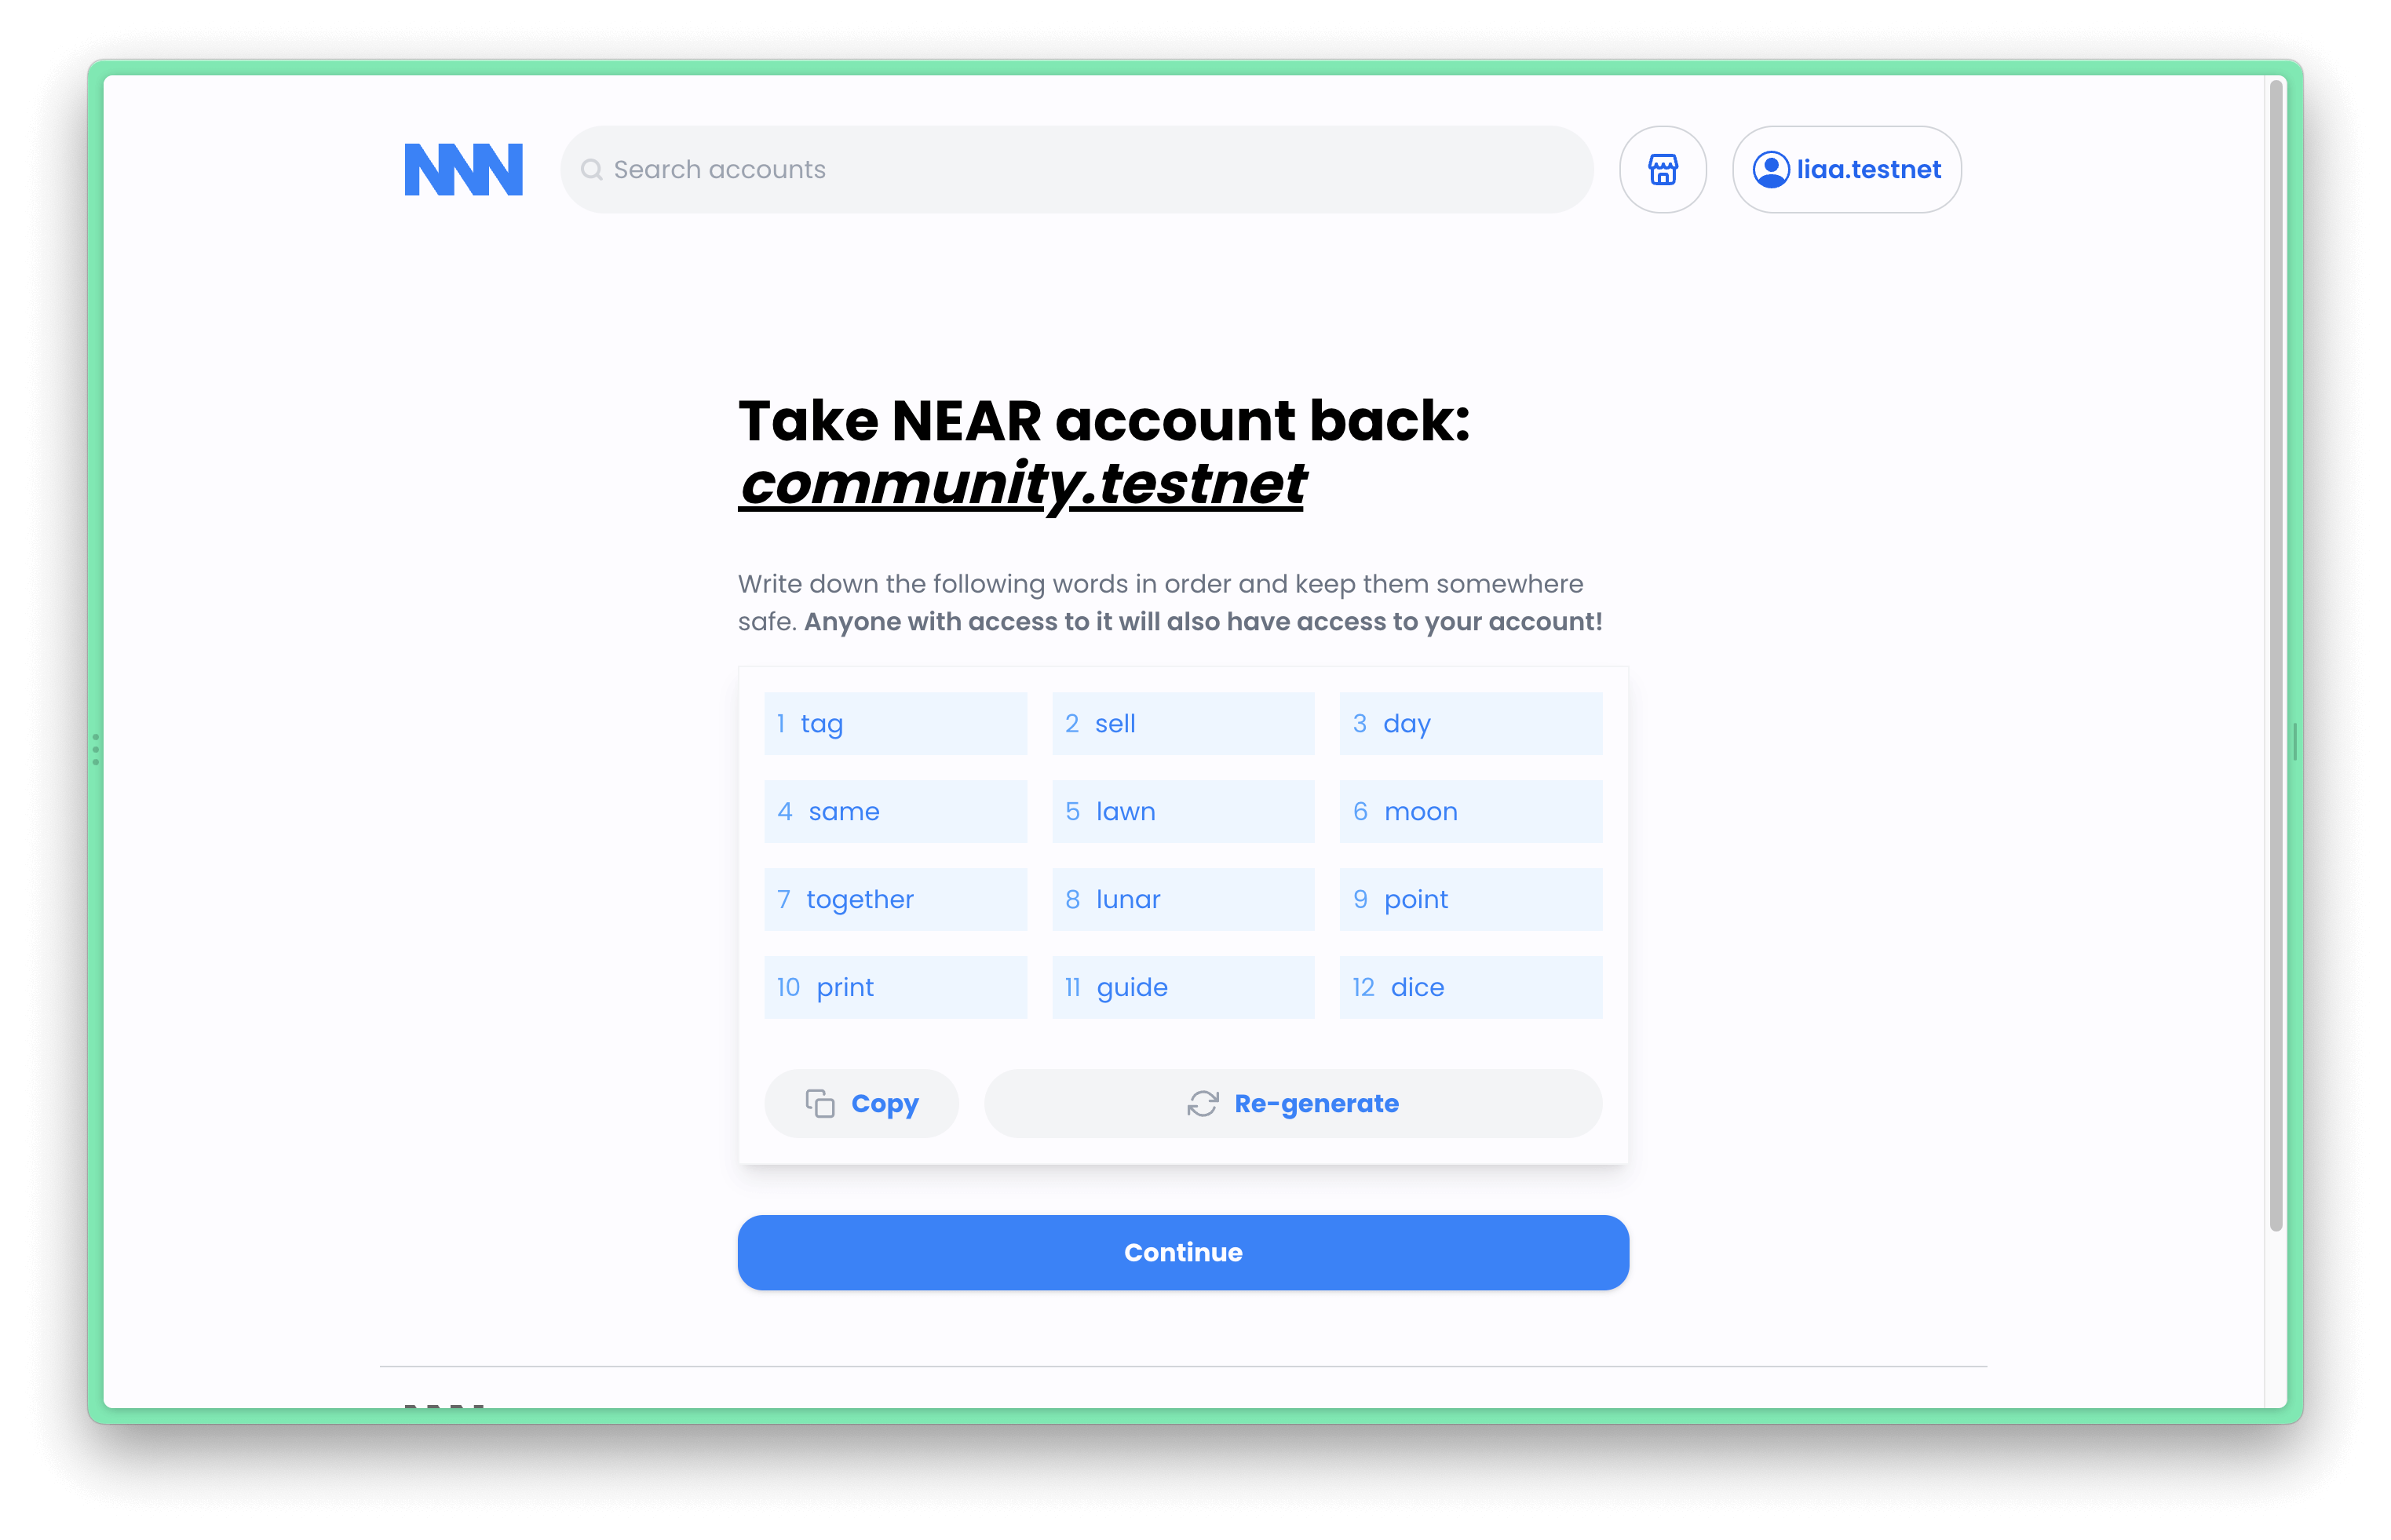 NNN
Search accounts
liaa.testnet
Take NEAR account back:
community.testnet
Write down the following words in order and keep them somewhere
safe. Anyone with access to it will also have access to your account!
1 tag
2 sell
3 day
4 same
5 lawn
6 moon
7 together
8 lunar
9 point
10 print
11 guide
12 dice
Copy
Re-generate
Continue